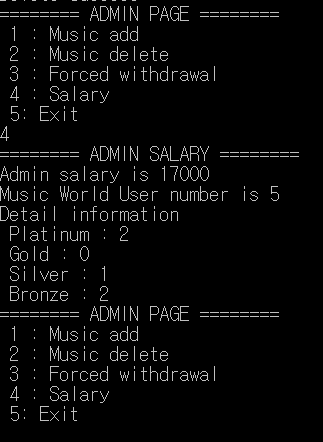 ======== ADMIN PAGE ========
1 : Music add
2 : Music delete
3 : Forced withdrawal
4 : Salary
5: Exit
4
======== ADMIN SALARY ========
Admin salary is 17000
Music World User number is 5
Detail information
Platinum : 2
Gold : 0
Silver : 1
Bronze : 2
======== ADMIN PAGE ========
1 : Music add
2 : Music delete
3 : Forced withdrawal
4 : Salary
5: Exit